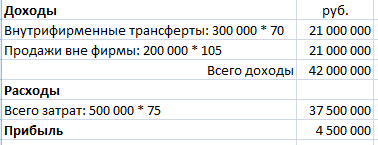 Доходы руб.
Внутрифирменные трансферты: 300 000 * 70 21 000 000
Продажи вне фирмы: 200 000 * 105 21 000 000
Всего доходы 42 000 000
Расходы
Всего затрат: 500 000 * 75 37 500 000
Прибыль 4 500 000